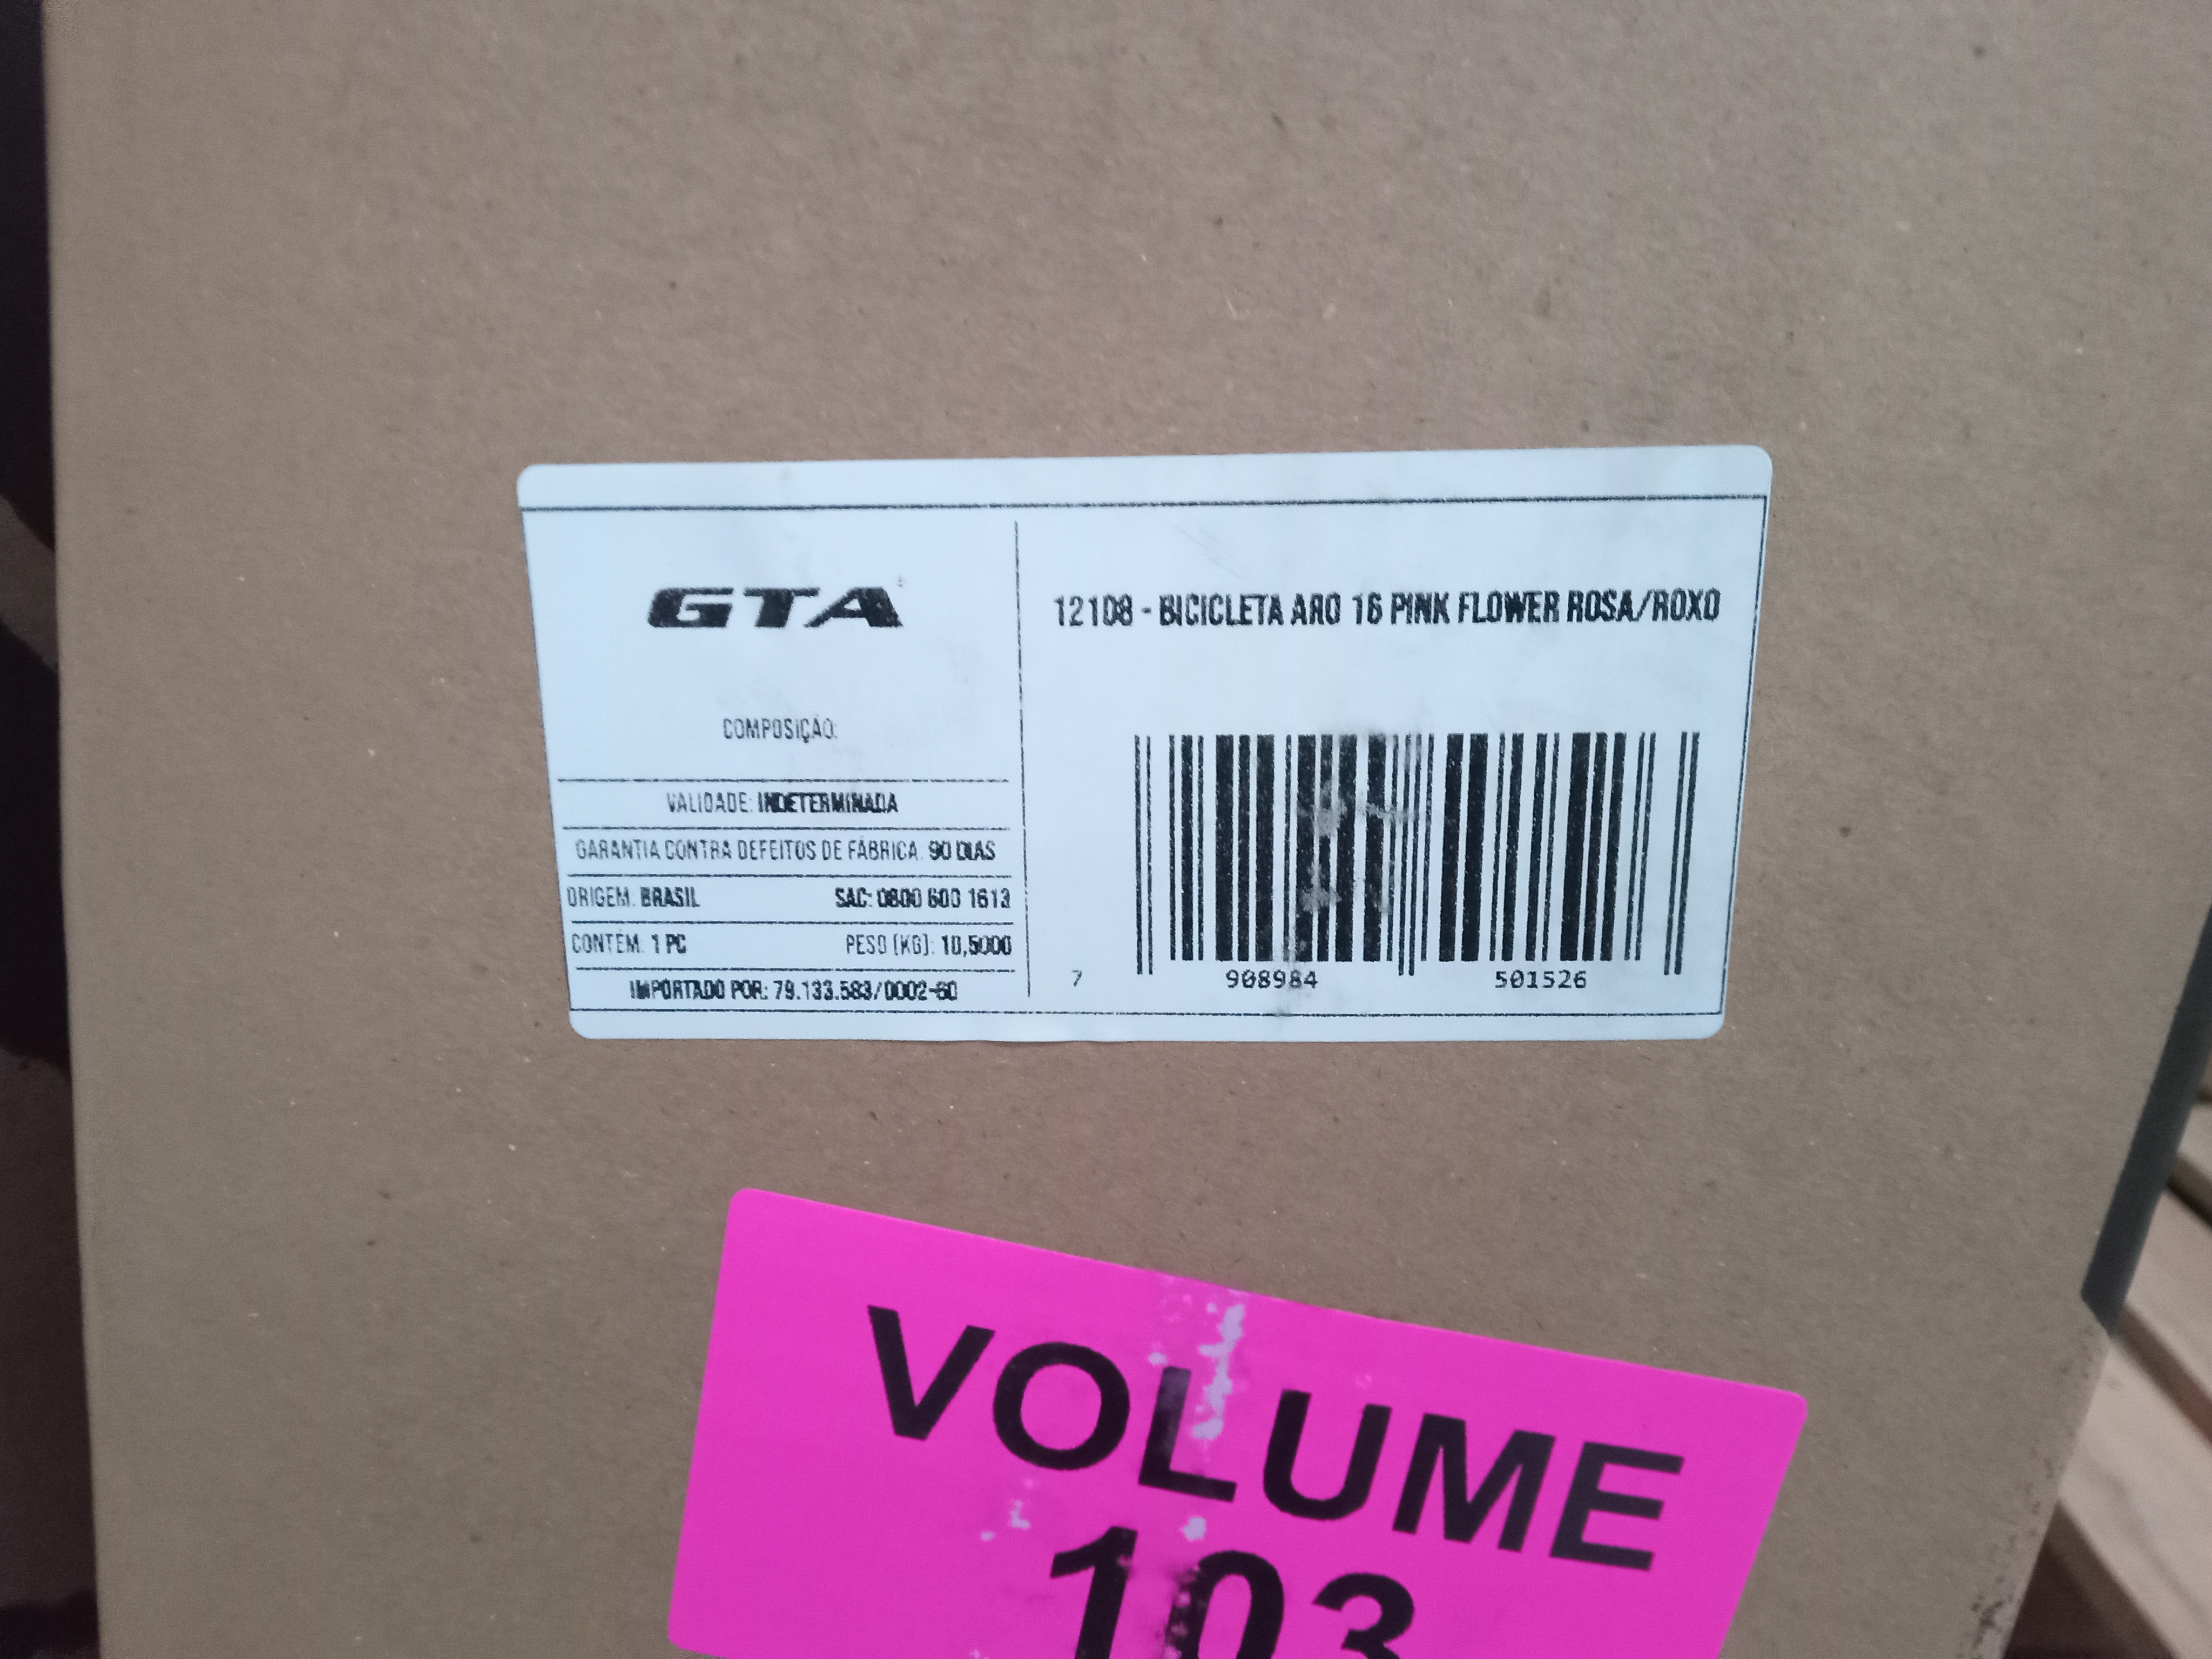 GTA
COMPOSIÇÃO:
VALIDADE: INDETERMINADA
GARANTIA CONTRA DEFEITOS DE FÁBRICA: 90 DIAS
ORIGEM: BRASIL SAC: 0800 600 1613
CONTÉM: 1 PC PESO (KG): 10,5000
IMPORTADO POR: 79.133.583/0002-60
12108 - BICICLETA ARO 16 PINK FLOWER ROSA/ROXO
7 908984 501526
VOLUME
103